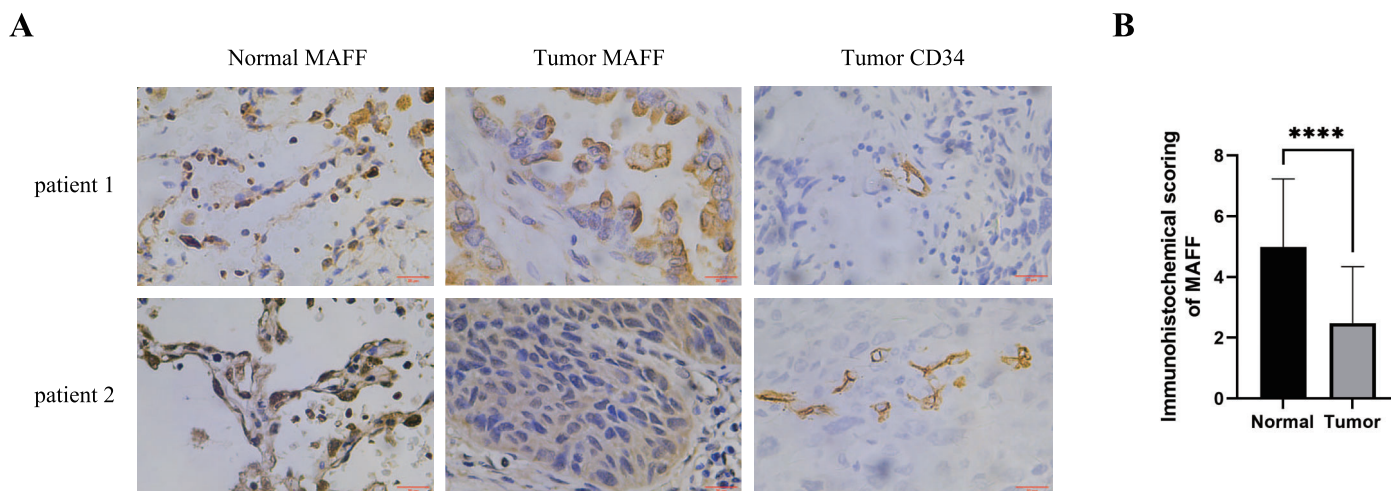 A
B
Normal MAFF
Tumor MAFF
Tumor CD34
patient 1
patient 2
Immunohistochemical scoring
of MAFF
****
8
6
4
2
0
Normal
Tumor